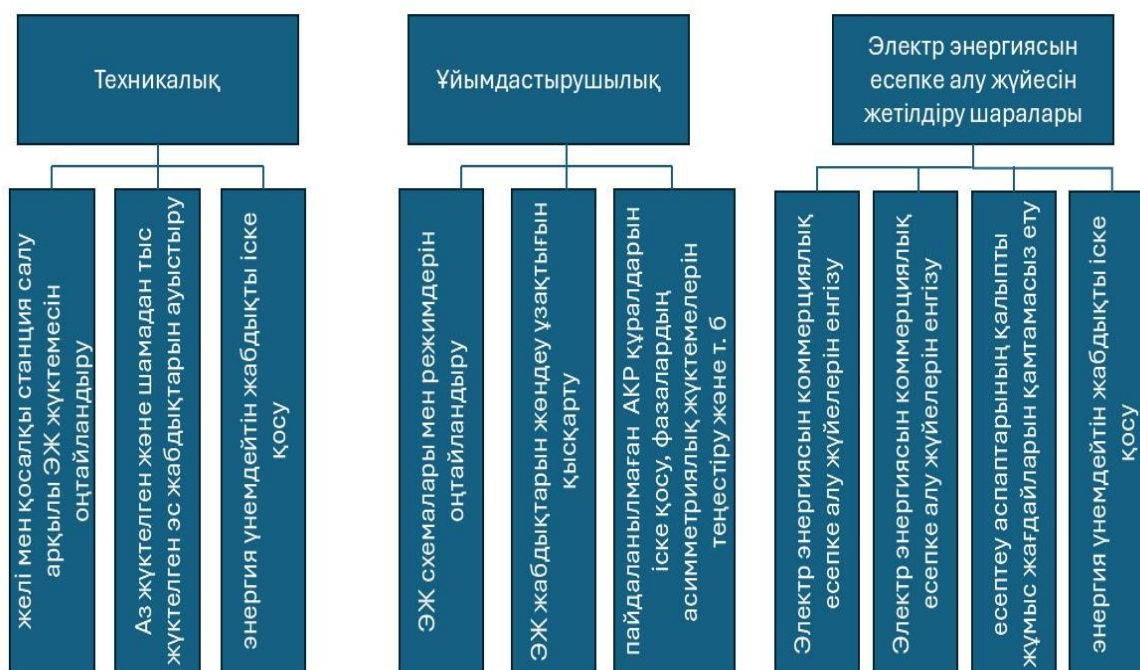 Техникалық
желі мен қосалқы станция салу
арқылы ЭЖ жүктемесін
оңтайландыру
Аз жүктелген және шамадан тыс
жүктелген эс жабдықтарын ауыстыру
энергия үнемдейтін жабдықты іске
қосу
Ұйымдастырушылық
ЭЖ схемалары мен режимдерін
оңтайландыру
ЭЖ жабдықтарын жөндеу ұзақтығын
қысқарту
пайдаланылмаған АКР құралдарын
іске қосу, фазалардың
асимметриялық жүктемелерін
теңестіру және т. б
Электр энергиясын
есепке алу жүйесін
жетілдіру шаралары
Электр энергиясын коммерциялық
есепке алу жүйелерін енгізу
Электр энергиясын коммерциялық
есепке алу жүйелерін енгізу
есептеу аспаптарының қалыпты
жұмыс жағдайларын қамтамасыз ету
энергия үнемдейтін жабдықты іске
қосу